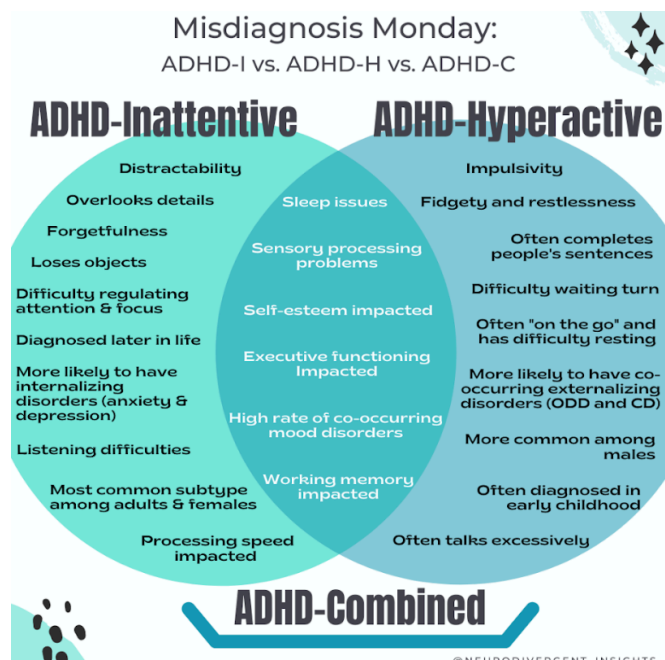 Misdiagnosis Monday:
ADHD-I vs. ADHD-H vs. ADHD-C
ADHD-Inattentive
Distractability
Overlooks details
Forgetfulness
Loses objects
Difficulty regulating
attention & focus
Diagnosed later in life
More likely to have
internalizing
disorders (anxiety &
depression)
Listening difficulties
Most common subtype
among adults & females
Processing speed
impacted
Sleep issues
Sensory processing
problems
Self-esteem impacted
Executive functioning
Impacted
High rate of co-occurring
mood disorders
Working memory
impacted
ADHD-Hyperactive
Impulsivity
Fidgety and restlessness
Often completes
people's sentences
Difficulty waiting turn
Often "on the go" and
has difficulty resting
More likely to have co-
occurring externalizing
disorders (ODD and CD)
More common among
males
Often diagnosed in
early childhood
Often talks excessively
ADHD-Combined
@NEURODIVERGENT_INSIGHTS